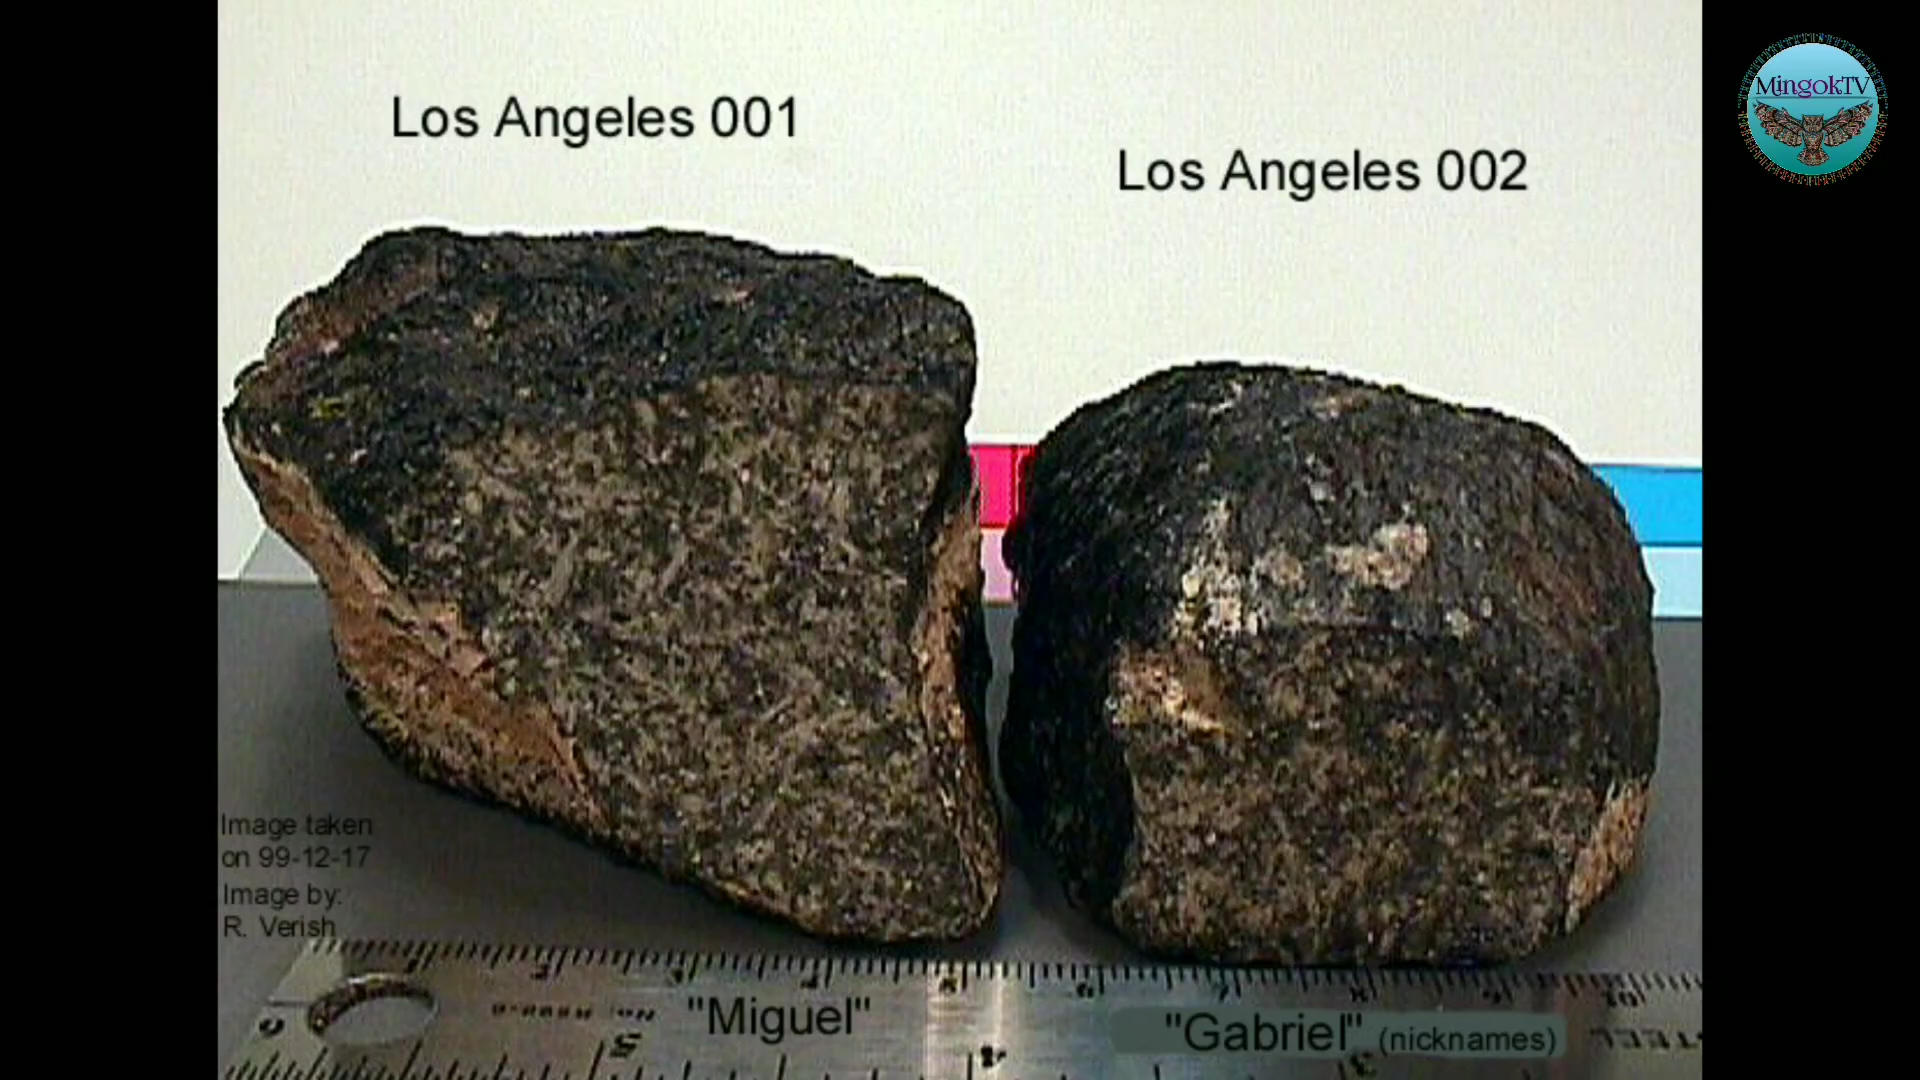 MingokTV
Los Angeles 001
Los Angeles 002
Image taken
on 99-12-17
Image by:
R. Verish
"Miguel"
"Gabriel" (nicknames)